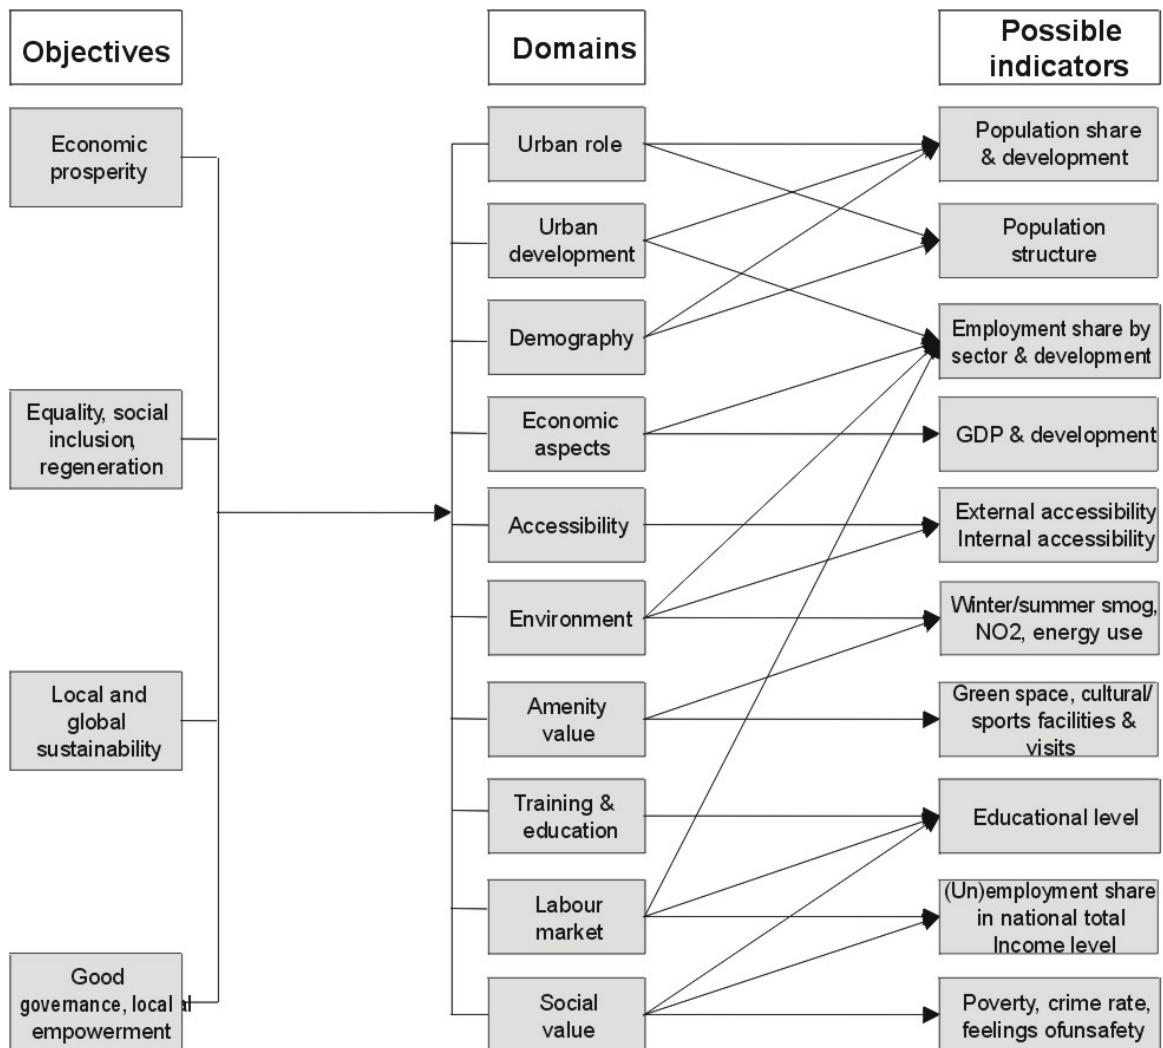 Objectives
Economic
prosperity
Equality, social
inclusion,
regeneration
Local and
global
sustainability
Good
governance, local al
empowerment
Domains
Urban role
Urban
development
Demography
Economic
aspects
Accessibility
Environment
Amenity
value
Training &
education
Labour
market
Social
value
Possible
indicators
Population share
& development
Population
structure
Employment share by
sector & development
GDP & development
External accessibility
Internal accessibility
Winter/summer smog,
NO2, energy use
Green space, cultural/
sports facilities &
visits
Educational level
(Un)employment share
in national total
Income level
Poverty, crime rate,
feelings ofunsafety